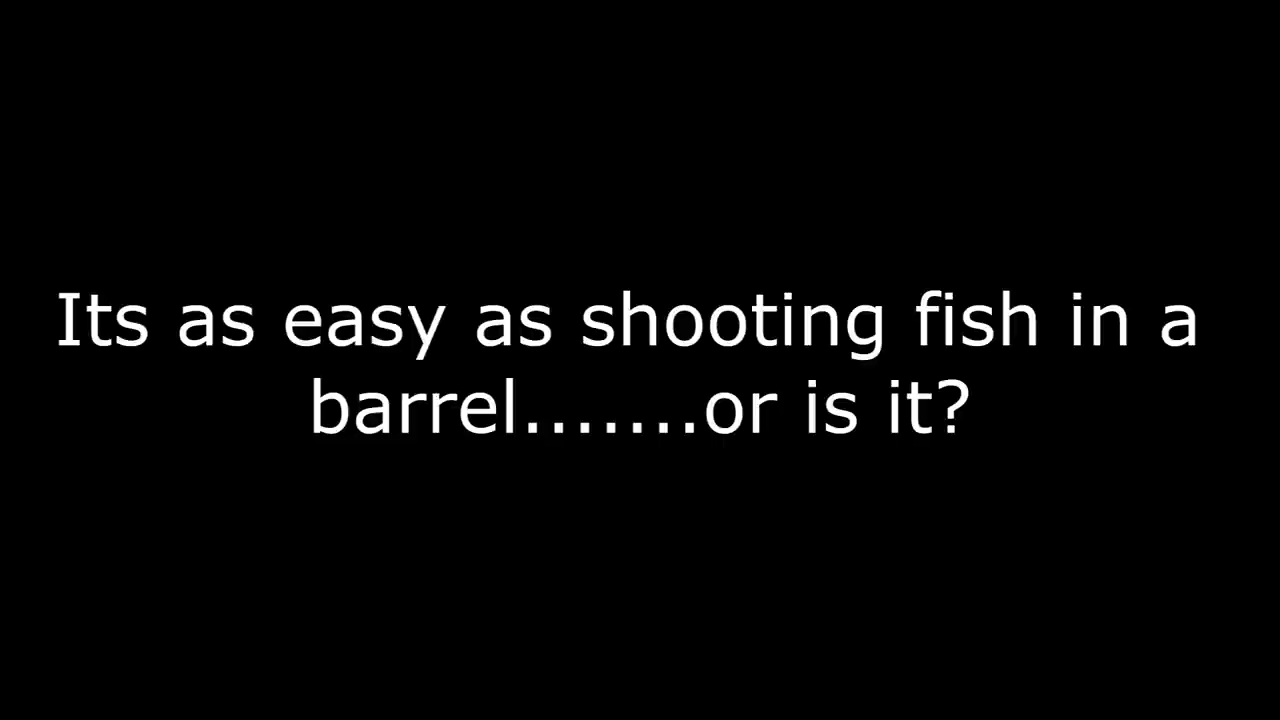 Its as easy as shooting fish in a
barrel.......or is it?